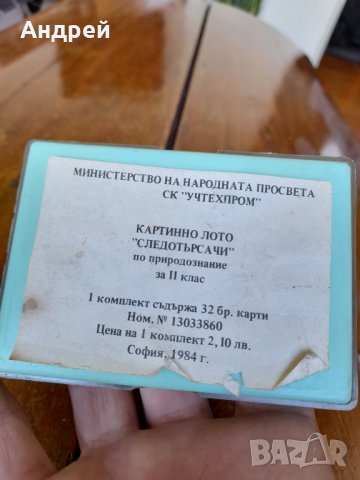 Андрей
МИНИСТЕРСТВО НА НАРОДНАТА ПРОСВЕТА
СК "УЧТЕХПРОМ"
КАРТИННО ЛОТО
"СЛЕДОТЪРСАЧИ"
по природознание
за II клас
1 комплект съдържа 32 бр. карти
Ном. № 13033860
Цена на 1 комплект 2,10 лв.
София, 1984 г.
BAZAR